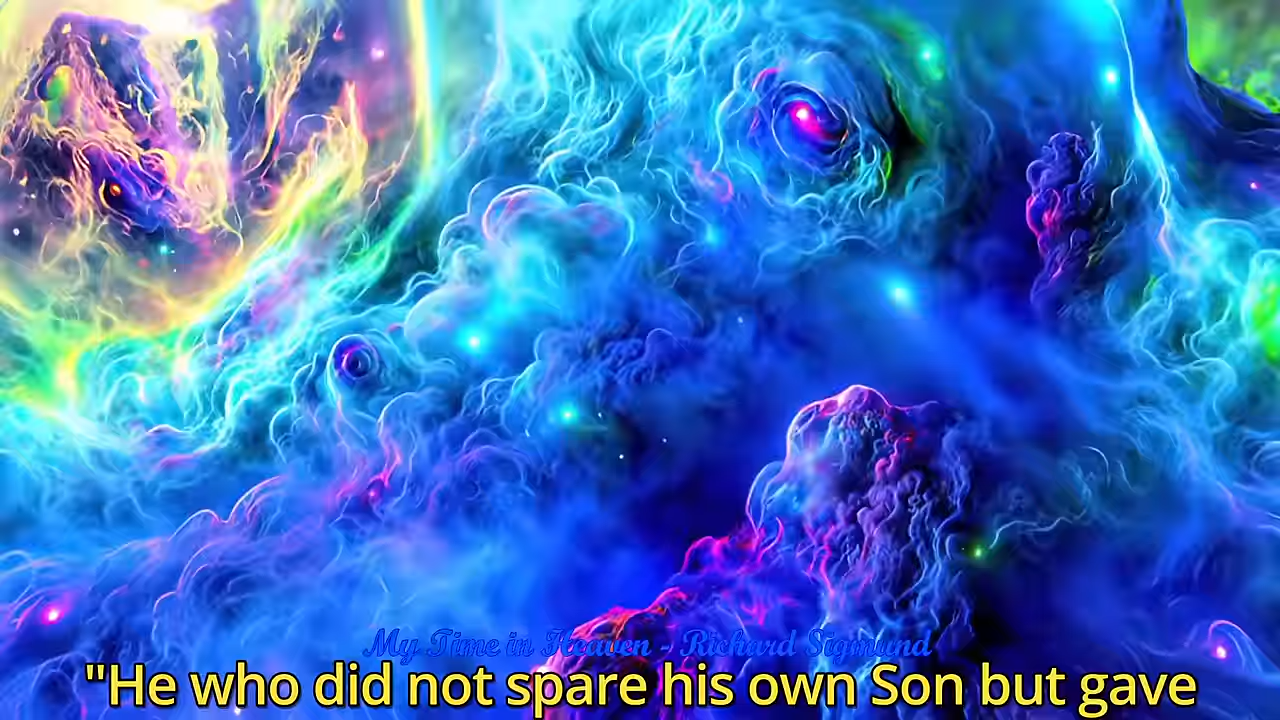 My Time in Heaven - Richard Sigmund
"He who did not spare his own Son but gave